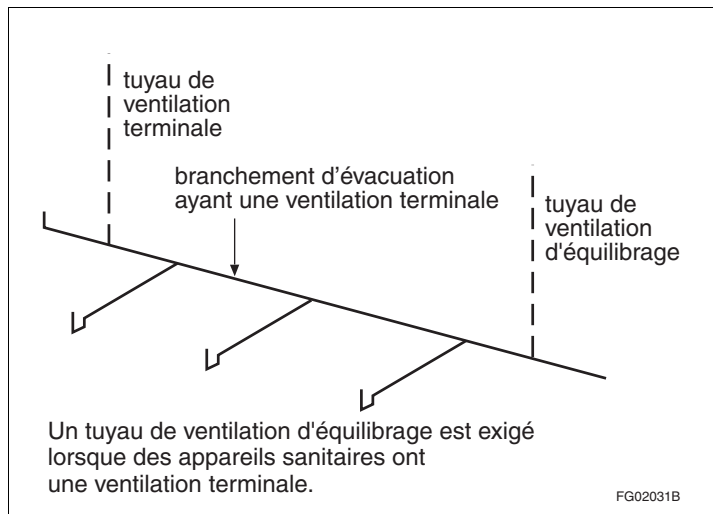 tuyau de
ventilation
terminale
branchement d’évacuation
ayant une ventilation terminale
tuyau de
ventilation
d'équilibrage
Un tuyau de ventilation d'équilibrage est exigé
lorsque des appareils sanitaires ont
une ventilation terminale.
FG02031B